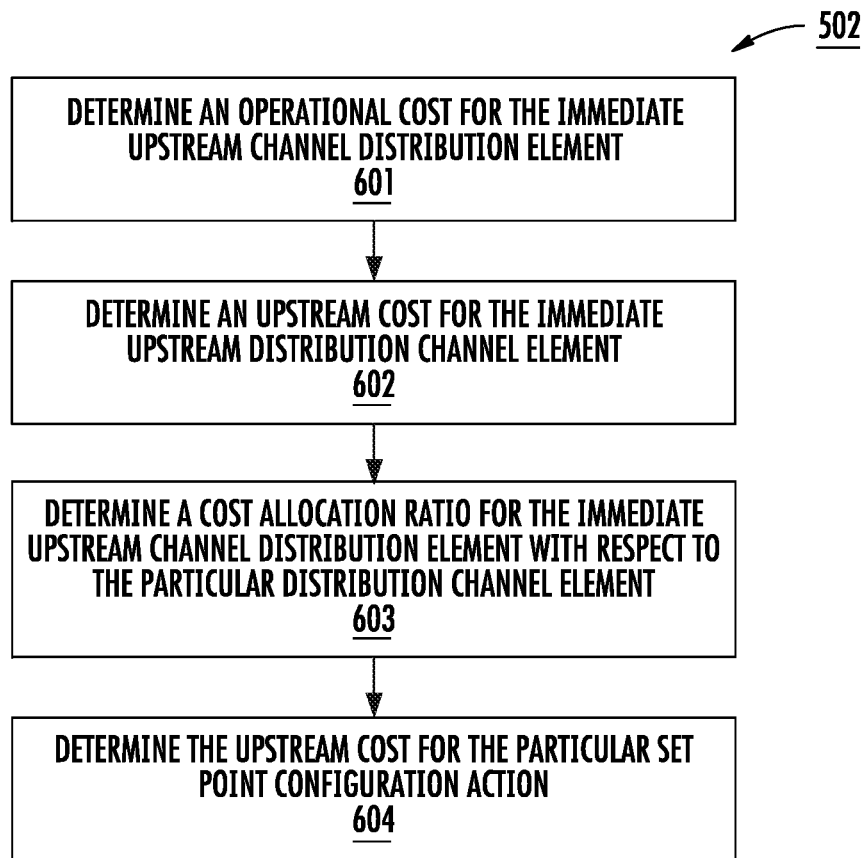 502
DETERMINE AN OPERATIONAL COST FOR THE IMMEDIATE
UPSTREAM CHANNEL DISTRIBUTION ELEMENT
601
DETERMINE AN UPSTREAM COST FOR THE IMMEDIATE
UPSTREAM DISTRIBUTION CHANNEL ELEMENT
602
DETERMINE A COST ALLOCATION RATIO FOR THE IMMEDIATE
UPSTREAM CHANNEL DISTRIBUTION ELEMENT WITH RESPECT TO
THE PARTICULAR DISTRIBUTION CHANNEL ELEMENT
603
DETERMINE THE UPSTREAM COST FOR THE PARTICULAR SET
POINT CONFIGURATION ACTION
604